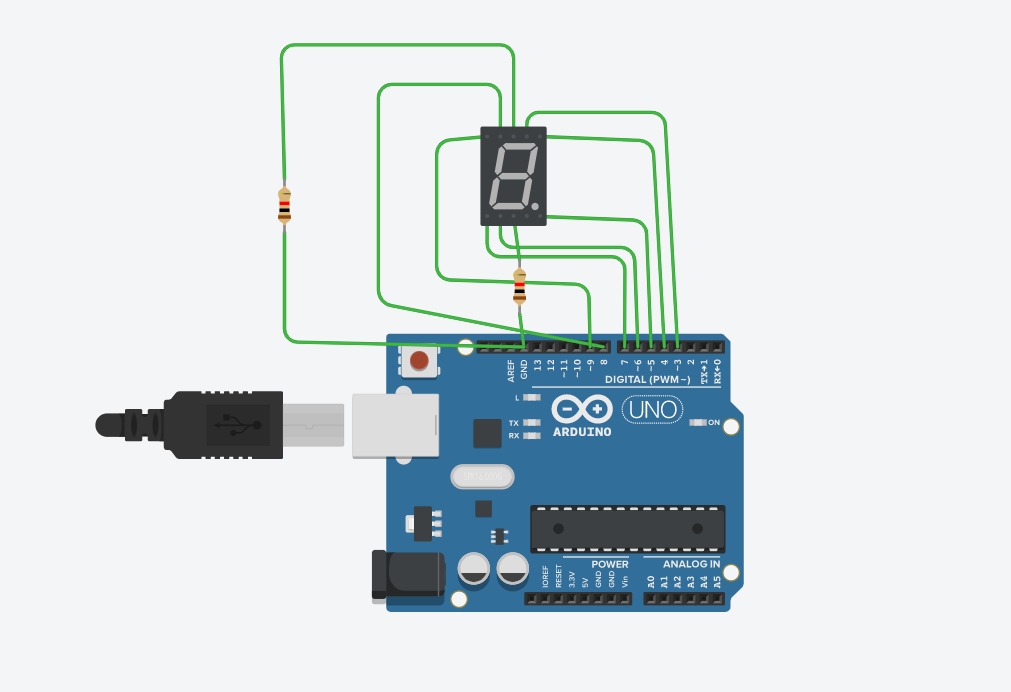 AREF
GND
13
12
~11
~10
~9
8
7
~6
~5
4
~3
2
TX→1
RX←0
DIGITAL (PWM~)
L
TX
RX
UNO
ON
ARDUINO
POWER
ANALOG IN
IOREF
RESET
3.3V
5V
GND
GND
Vin
A0
A1
A2
A3
A4
A5